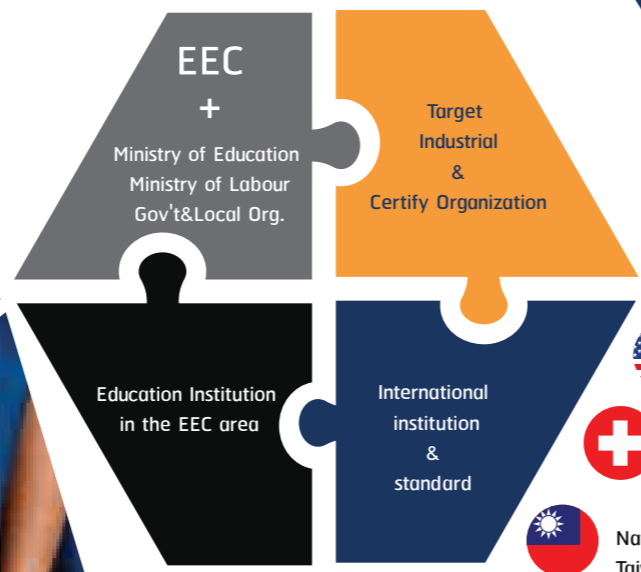 EEC
+
Ministry of Education
Ministry of Labour
Gov't&Local Org.
Target
Industrial
&
Certify Organization
Education Institution
in the EEC area
International
institution
&
standard